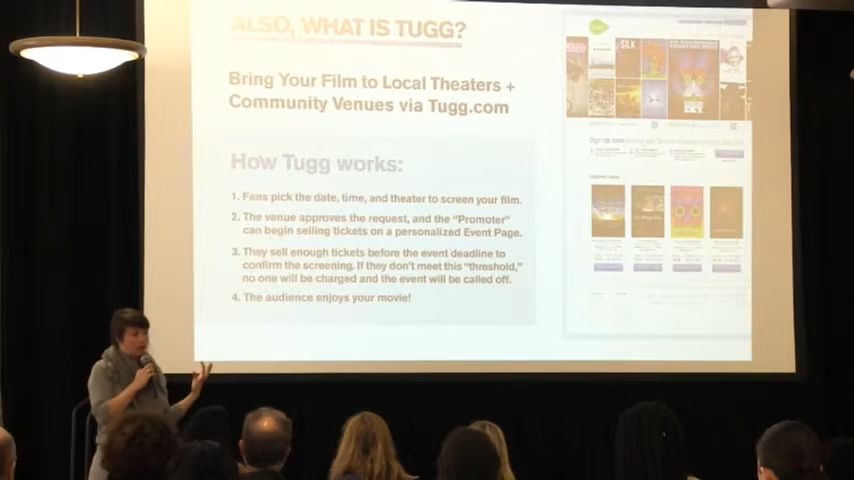 ALSO, WHAT IS TUGG?
Bring Your Film to Local Theaters +
Community Venues via Tugg.com
How Tugg works:
1. Fans pick the date, time, and theater to screen your film.
2. The venue approves the request, and the "Promoter"
can begin selling tickets on a personalized Event Page.
3. They sell enough tickets before the event deadline to
confirm the screening. If they don't meet this "threshold,"
no one will be charged and the event will be called off.
4. The audience enjoys your movie!
SILK
Sign up now